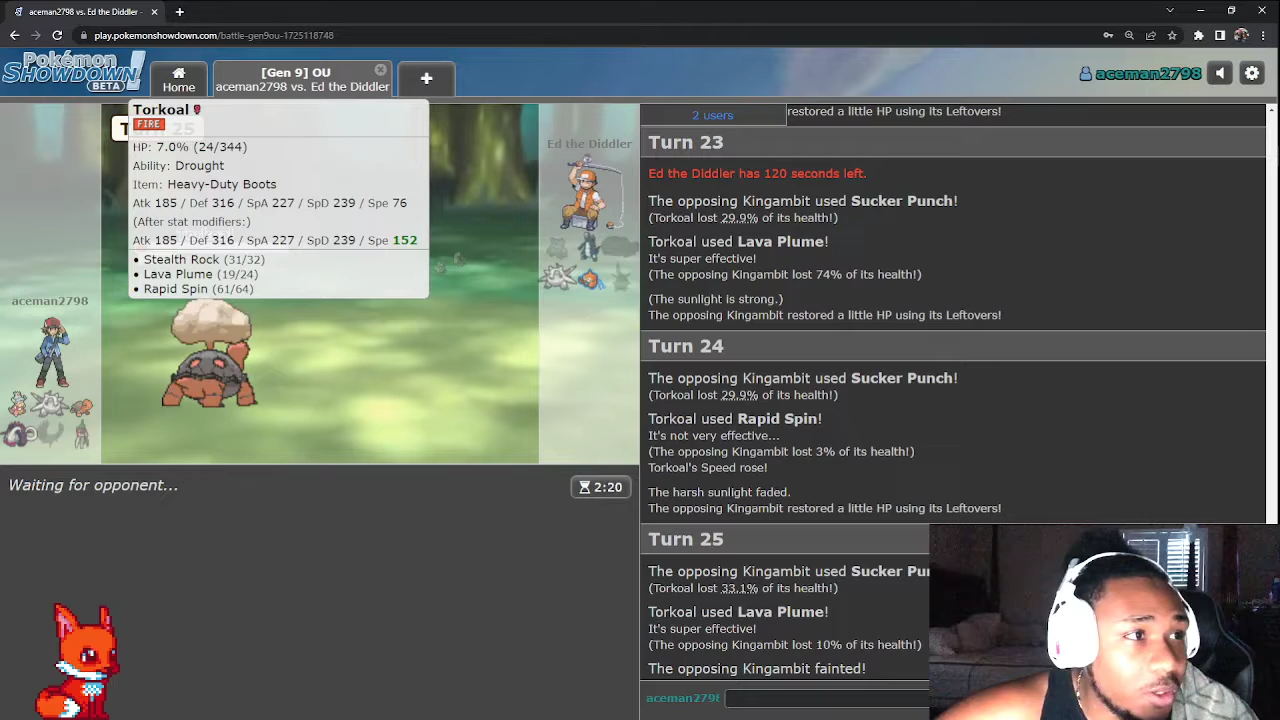 aceman2798 vs. Ed the Diddler -
play.pokemonshowdown.com/battle-gen9ou-1725118748
Pokémon
SHOWDOWN!
BETA
Home
[Gen 9] OU
aceman2798 vs. Ed the Diddler
aceman2798
Torkoal
FIRE
HP: 7.0% (24/344)
Ability: Drought
Item: Heavy-Duty Boots
Atk 185 / Def 316 / SpA 227 / SpD 239 / Spe 76
(After stat modifiers:)
Atk 185 / Def 316 / SpA 227 / SpD 239 / Spe 152
• Stealth Rock (31/32)
• Lava Plume (19/24)
• Rapid Spin (61/64)
aceman2798
Ed the Diddler
Waiting for opponent...
2:20
2 users
restored a little HP using its Leftovers!
Turn 23
Ed the Diddler has 120 seconds left.
The opposing Kingambit used Sucker Punch!
(Torkoal lost 29.9% of its health!)
Torkoal used Lava Plume!
It's super effective!
(The opposing Kingambit lost 74% of its health!)
(The sunlight is strong.)
The opposing Kingambit restored a little HP using its Leftovers!
Turn 24
The opposing Kingambit used Sucker Punch!
(Torkoal lost 29.9% of its health!)
Torkoal used Rapid Spin!
It's not very effective...
(The opposing Kingambit lost 3% of its health!)
Torkoal's Speed rose!
The harsh sunlight faded.
The opposing Kingambit restored a little HP using its Leftovers!
Turn 25
The opposing Kingambit used Sucker Pun
(Torkoal lost 33.1% of its health!)
Torkoal used Lava Plume!
It's super effective!
(The opposing Kingambit lost 10% of its health!)
The opposing Kingambit fainted!
aceman2798